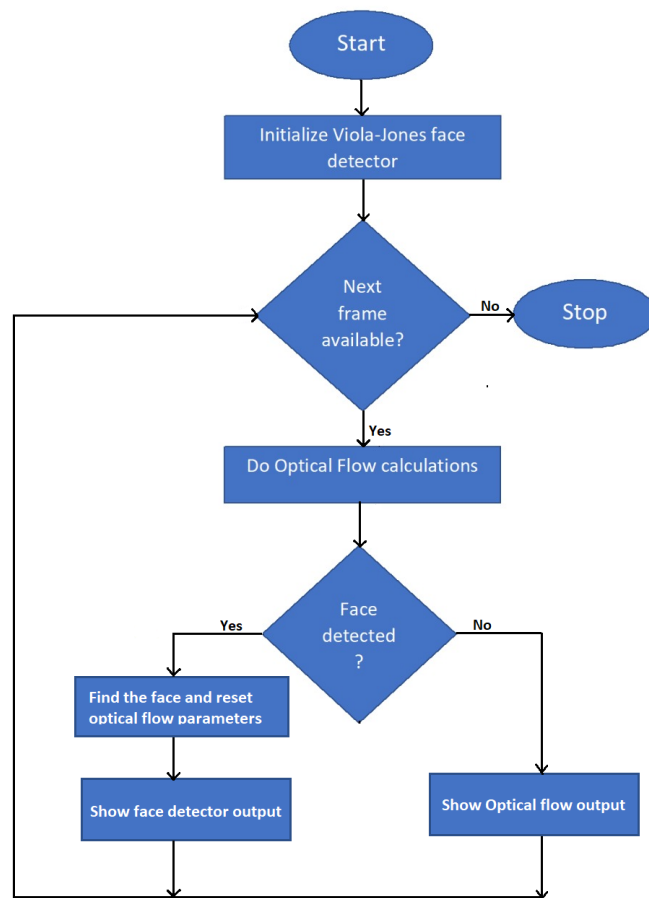 Start
Initialize Viola-Jones face
detector
Next
frame
available?
No
Stop
Yes
Do Optical Flow calculations
Face
detected
?
Yes
No
Find the face and reset
optical flow parameters
Show face detector output
Show Optical flow output